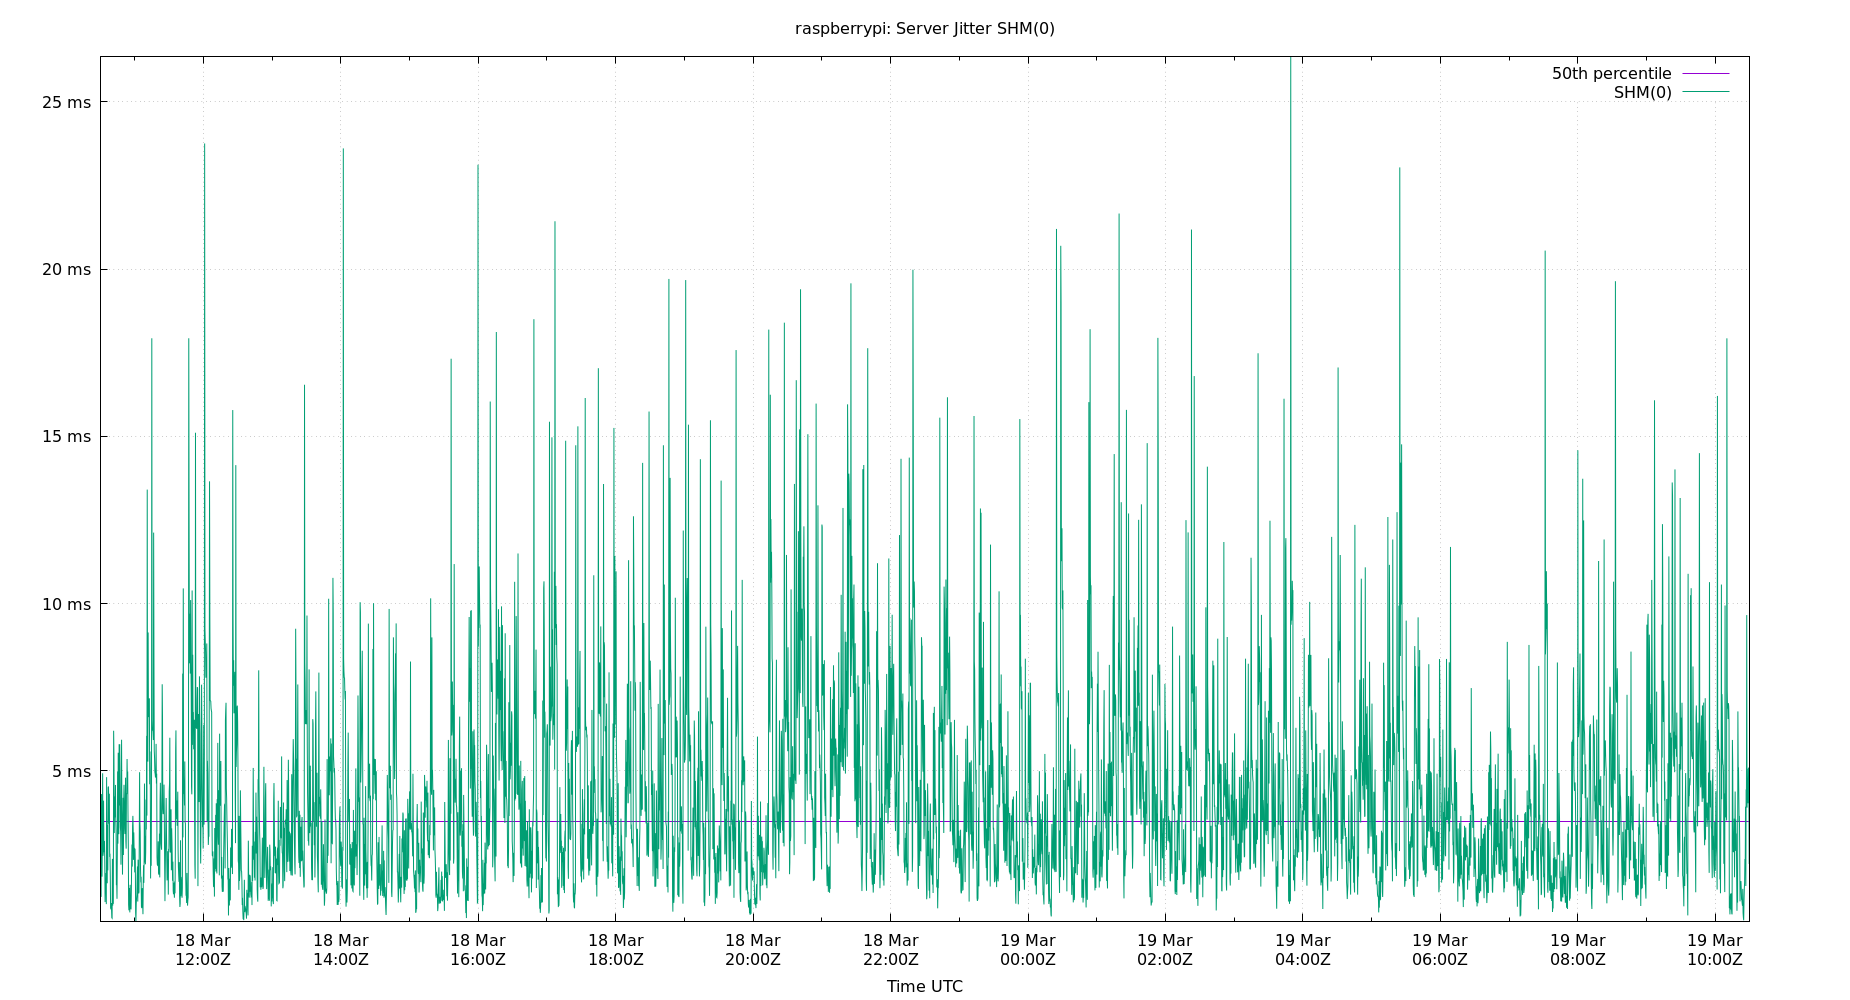 raspberrypi: Server Jitter SHM(0)
50th percentile
SHM(0)
25 ms
20 ms
15 ms
10 ms
5 ms
18 Mar 18 Mar 18 Mar 18 Mar 18 Mar 18 Mar 19 Mar 19 Mar 19 Mar 19 Mar 19 Mar 19 Mar
12:00Z 14:00Z 16:00Z 18:00Z 20:00Z 22:00Z 00:00Z 02:00Z 04:00Z 06:00Z 08:00Z 10:00Z
Time UTC